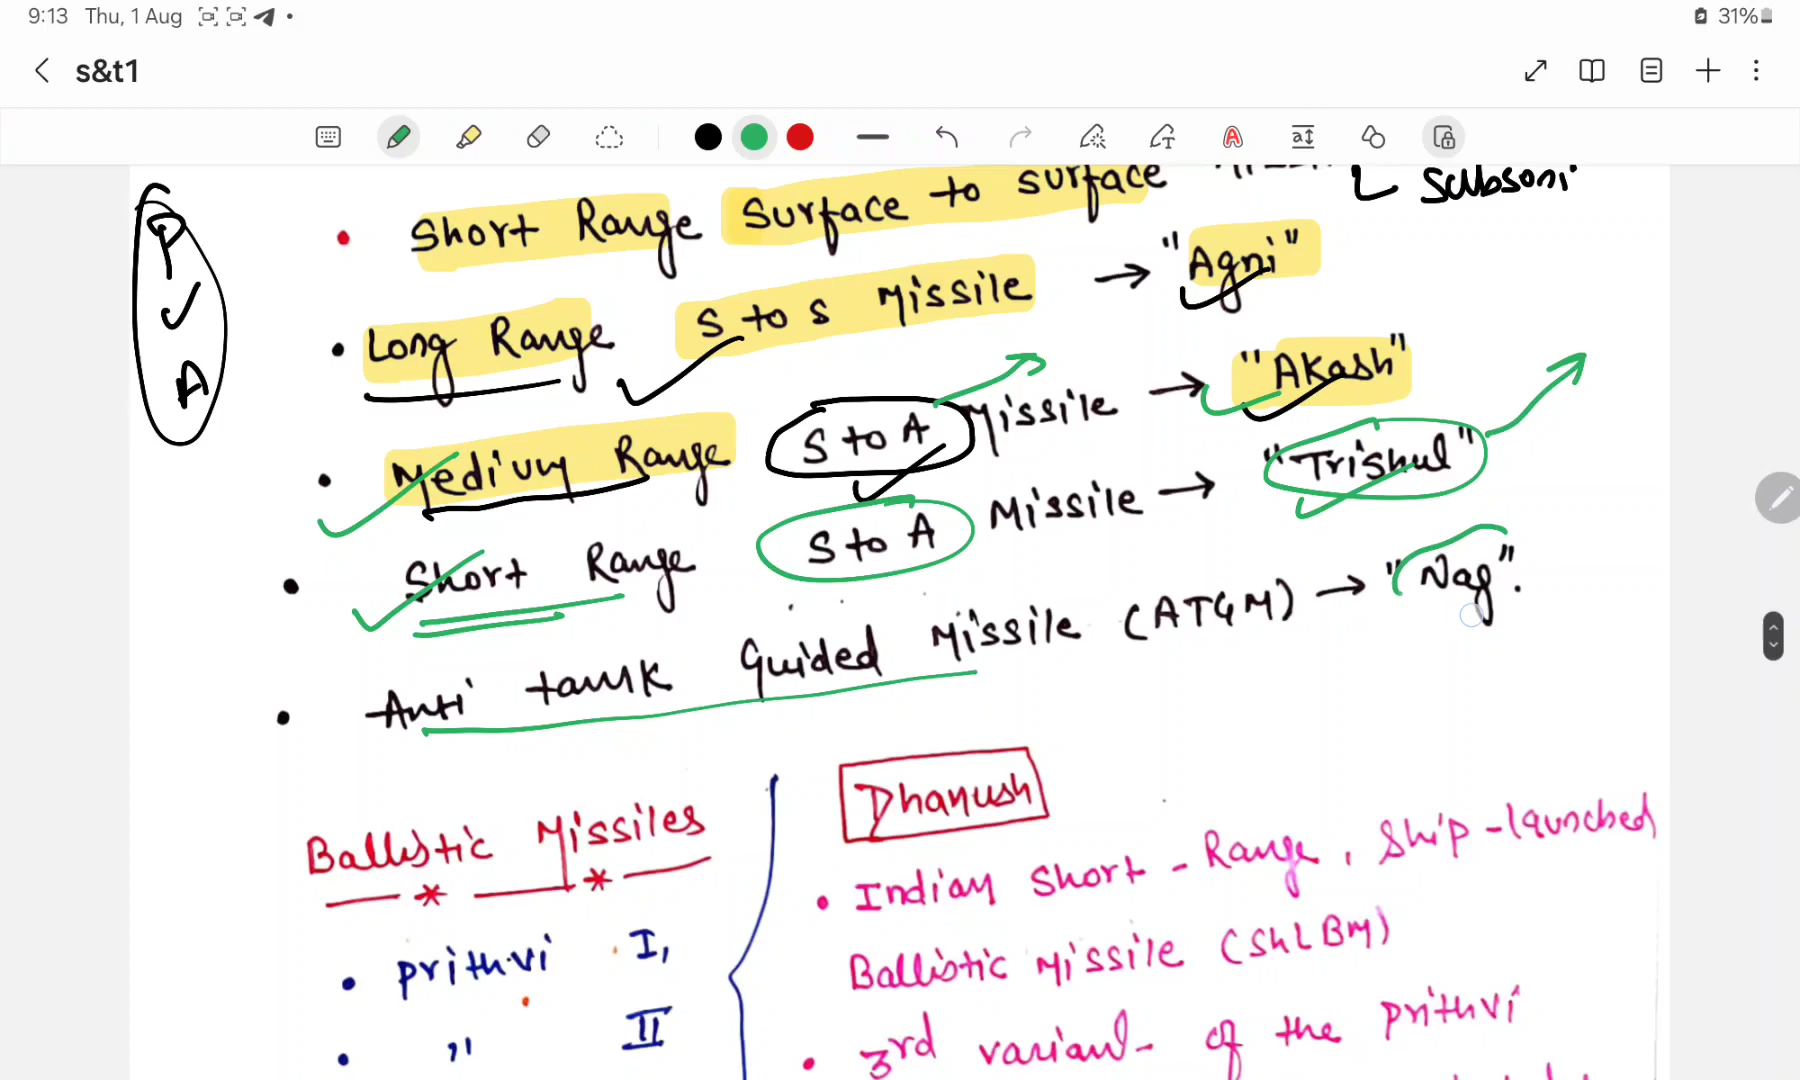 9:13 Thu, 1 Aug
31%
s&t1
Subsoni
P
A
• Short Range Surface to surface
• Long Range S to S Missile → "Agni"
• Medium Range S to A Missile → "Akash"
• Short Range S to A Missile → "Trishul"
• Anti tank Guided Missile (ATGM) → "Nag".
Ballistic Missiles
• Prithvi I,
• " II
Dhanush
• Indian Short-Range, Ship-launched
Ballistic Missile (ShLBM)
• 3rd variant of the Prithvi